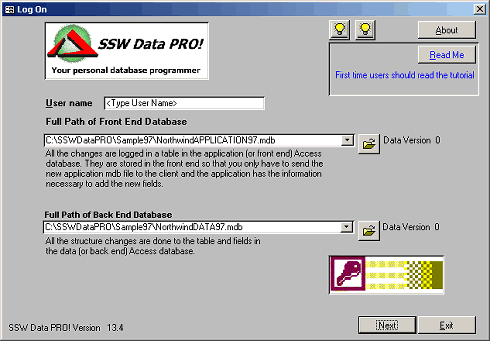 Log On
SSW Data PRO!
Your personal database programmer
About
Read Me
First time users should read the tutorial
User name
<Type User Name>
Full Path of Front End Database
C:\SSWDataPRO\Sample97\NorthwindAPPLICATION97.mdb
Data Version 0
All the changes are logged in a table in the application (or front end) Access
database. They are stored in the front end so that you only have to send the
new application mdb file to the client and the application has the information
necessary to add the new fields.
Full Path of Back End Database
C:\SSWDataPRO\Sample97\NorthwindDATA97.mdb
Data Version 0
All the structure changes are done to the table and fields in
the data (or back end) Access database.
SSW Data PRO! Version 13.4
Next
Exit